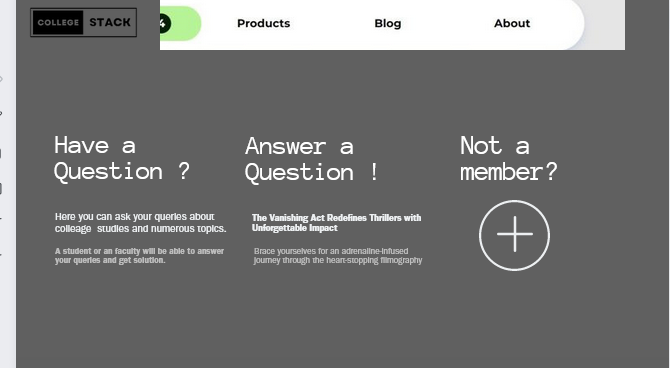 COLLEGE STACK
4
Products
Blog
About
Have a
Question ?
Here you can ask your queries about
colleage studies and numerous topics.
A student or an faculty will be able to answer
your queries and get solution.
Answer a
Question !
The Vanishing Act Redefines Thrillers with
Unforgettable Impact
Brace yourselves for an adrenaline-infused
journey through the heart-stopping filmography
Not a
member?